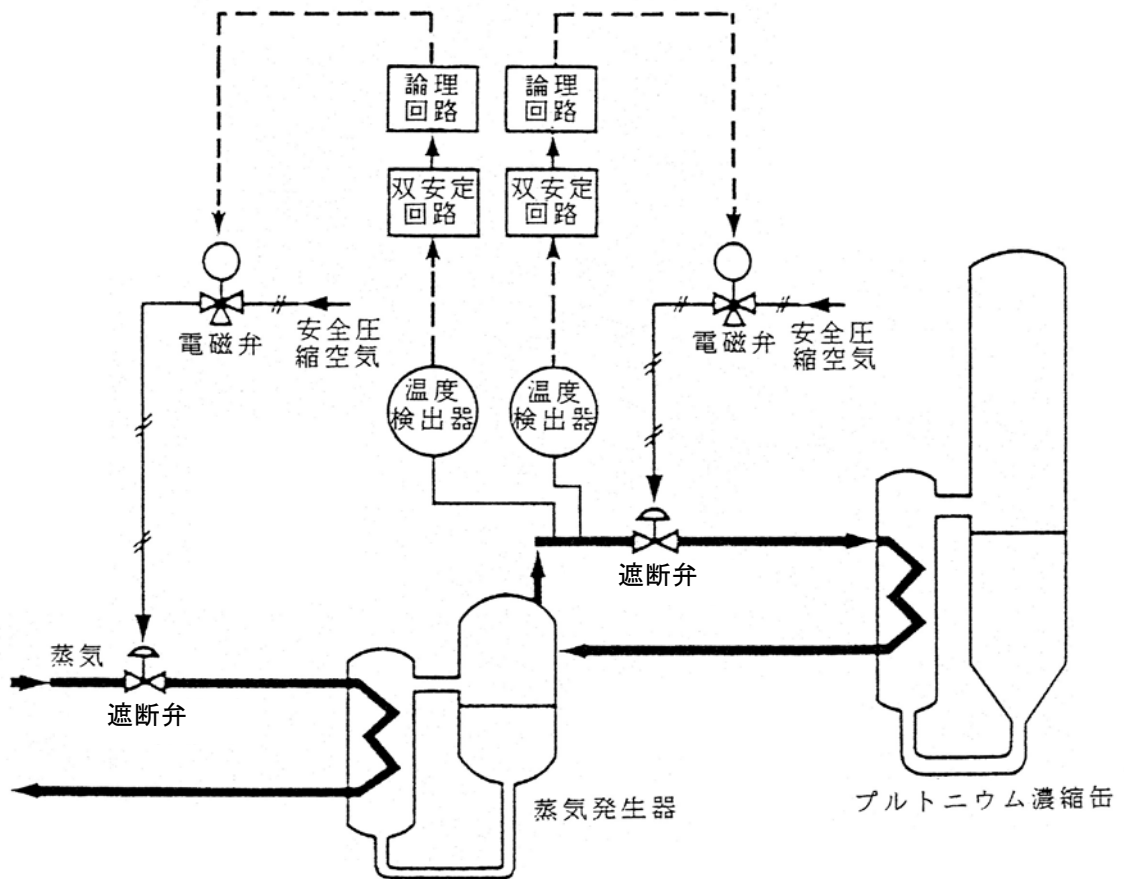 論理
回路
論理
回路
双安定
回路
双安定
回路
電磁弁
安全圧
縮空気
電磁弁
安全圧
縮空気
温度
検出器
温度
検出器
遮断弁
蒸気
遮断弁
蒸気発生器
プルトニウム濃縮缶